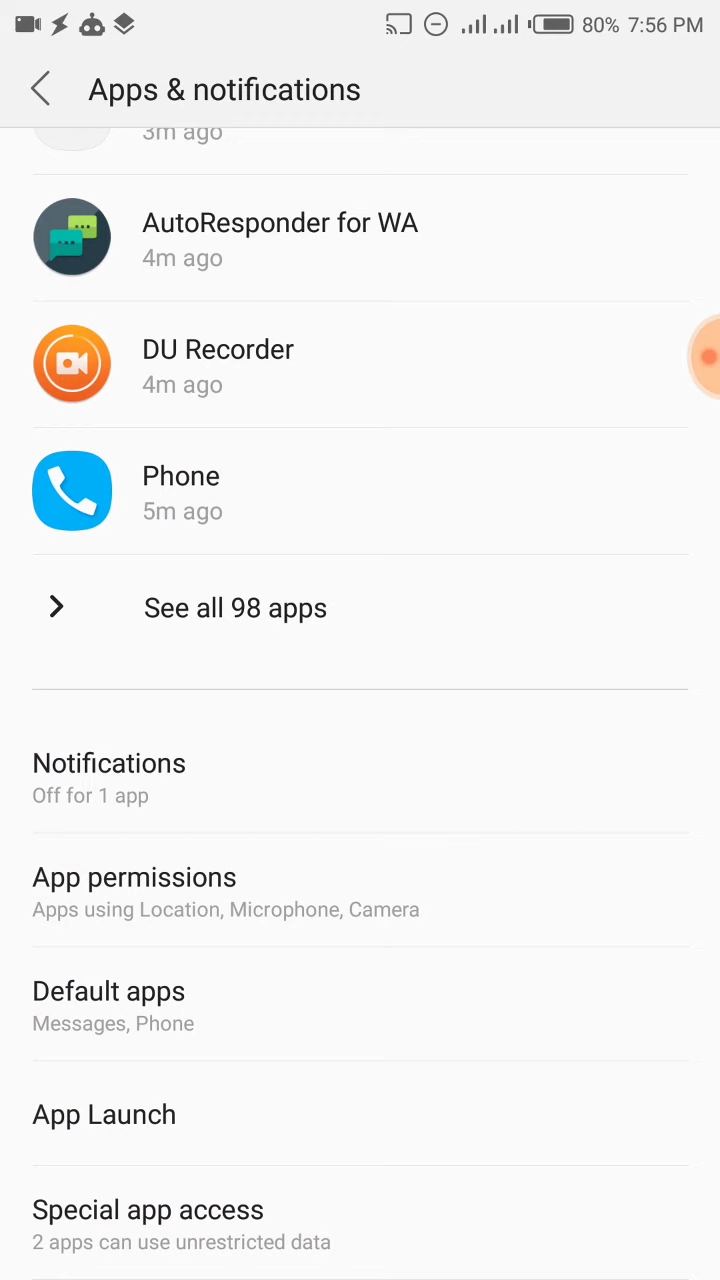 80% 7:56 PM
Apps & notifications
3m ago
AutoResponder for WA
4m ago
DU Recorder
4m ago
Phone
5m ago
See all 98 apps
Notifications
Off for 1 app
App permissions
Apps using Location, Microphone, Camera
Default apps
Messages, Phone
App Launch
Special app access
2 apps can use unrestricted data